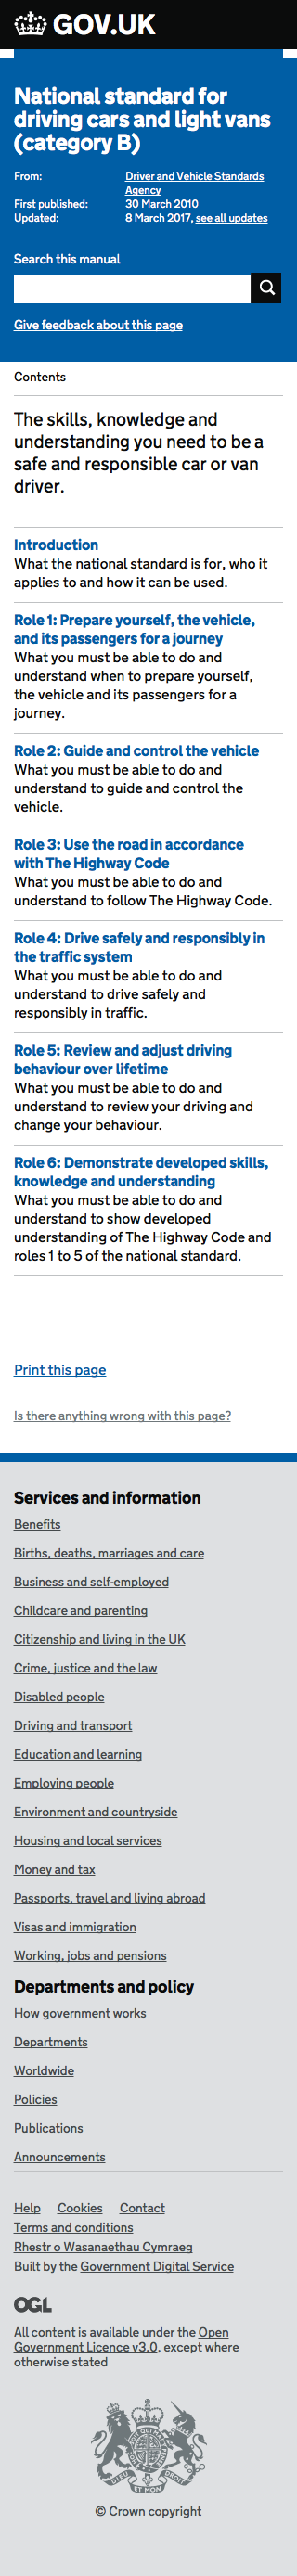 GOV.UK
National standard for
driving cars and light vans
(category B)
From: Driver and Vehicle Standards
Agency
First published: 30 March 2010
Updated: 8 March 2017, see all updates
Search this manual
Give feedback about this page
Contents
The skills, knowledge and
understanding you need to be a
safe and responsible car or van
driver.
Introduction
What the national standard is for, who it
applies to and how it can be used.
Role 1: Prepare yourself, the vehicle,
and its passengers for a journey
What you must be able to do and
understand when to prepare yourself,
the vehicle and its passengers for a
journey.
Role 2: Guide and control the vehicle
What you must be able to do and
understand to guide and control the
vehicle.
Role 3: Use the road in accordance
with The Highway Code
What you must be able to do and
understand to follow The Highway Code.
Role 4: Drive safely and responsibly in
the traffic system
What you must be able to do and
understand to drive safely and
responsibly in traffic.
Role 5: Review and adjust driving
behaviour over lifetime
What you must be able to do and
understand to review your driving and
change your behaviour.
Role 6: Demonstrate developed skills,
knowledge and understanding
What you must be able to do and
understand to show developed
understanding of The Highway Code and
roles 1 to 5 of the national standard.
Print this page
Is there anything wrong with this page?
Services and information
Benefits
Births, deaths, marriages and care
Business and self-employed
Childcare and parenting
Citizenship and living in the UK
Crime, justice and the law
Disabled people
Driving and transport
Education and learning
Employing people
Environment and countryside
Housing and local services
Money and tax
Passports, travel and living abroad
Visas and immigration
Working, jobs and pensions
Departments and policy
How government works
Departments
Worldwide
Policies
Publications
Announcements
Help Cookies Contact
Terms and conditions
Rhestr o Wasanaethau Cymraeg
Built by the Government Digital Service
OGL
All content is available under the Open
Government Licence v3.0, except where
otherwise stated
DIEU ET MON DROIT
© Crown copyright